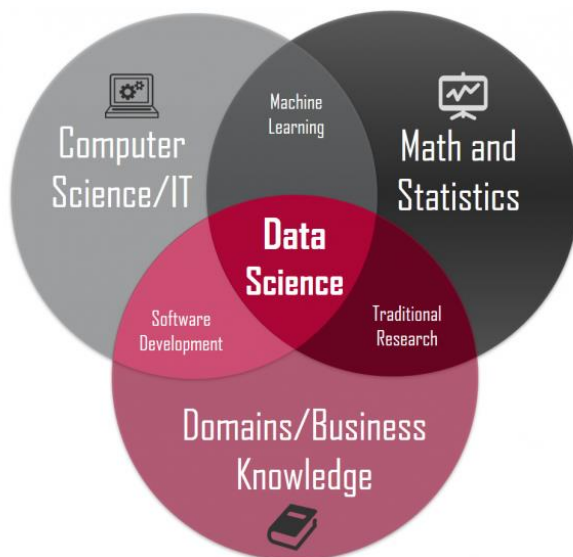 Machine
Learning
Computer
Science/IT
Math and
Statistics
Data
Science
Software
Development
Traditional
Research
Domains/Business
Knowledge